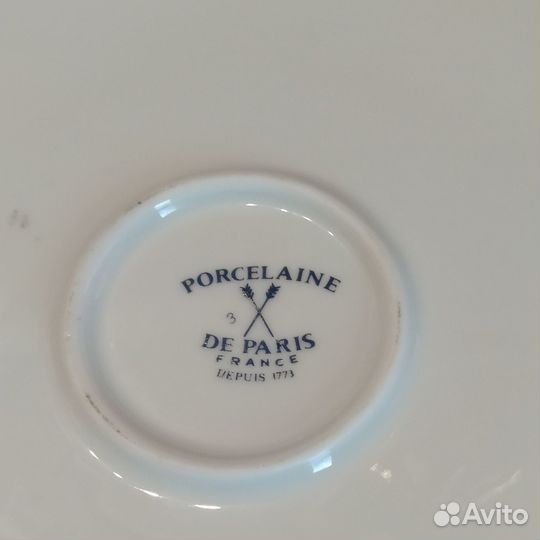 PORCELAINE
3
DE PARIS
FRANCE
DEPUIS 1773
Avito